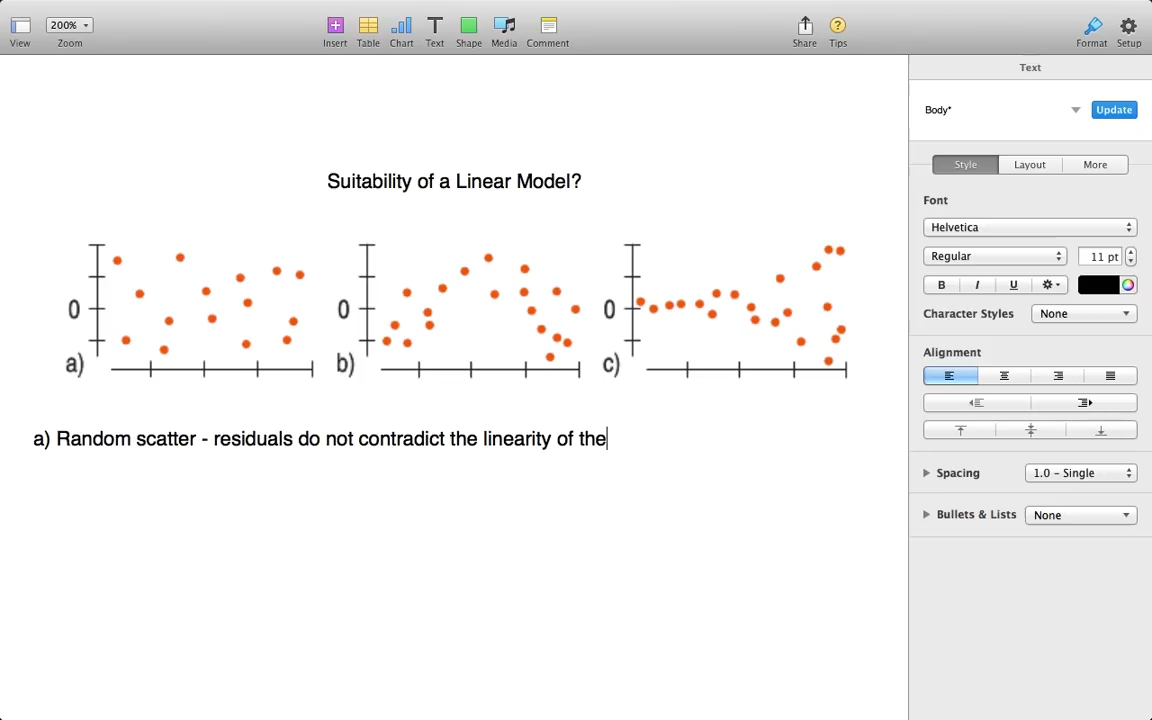 200%
View
Zoom
Insert
Table
Chart
Text
Shape
Media
Comment
Share
? Tips
Format
Setup
Text
Body*
Update
Style
Layout
More
Font
Helvetica
Regular
11 pt
B
I
U
Character Styles
None
Alignment
Spacing
1.0 – Single
Bullets & Lists
None
Suitability of a Linear Model?
0
a)
0
b)
0
c)
a) Random scatter - residuals do not contradict the linearity of the